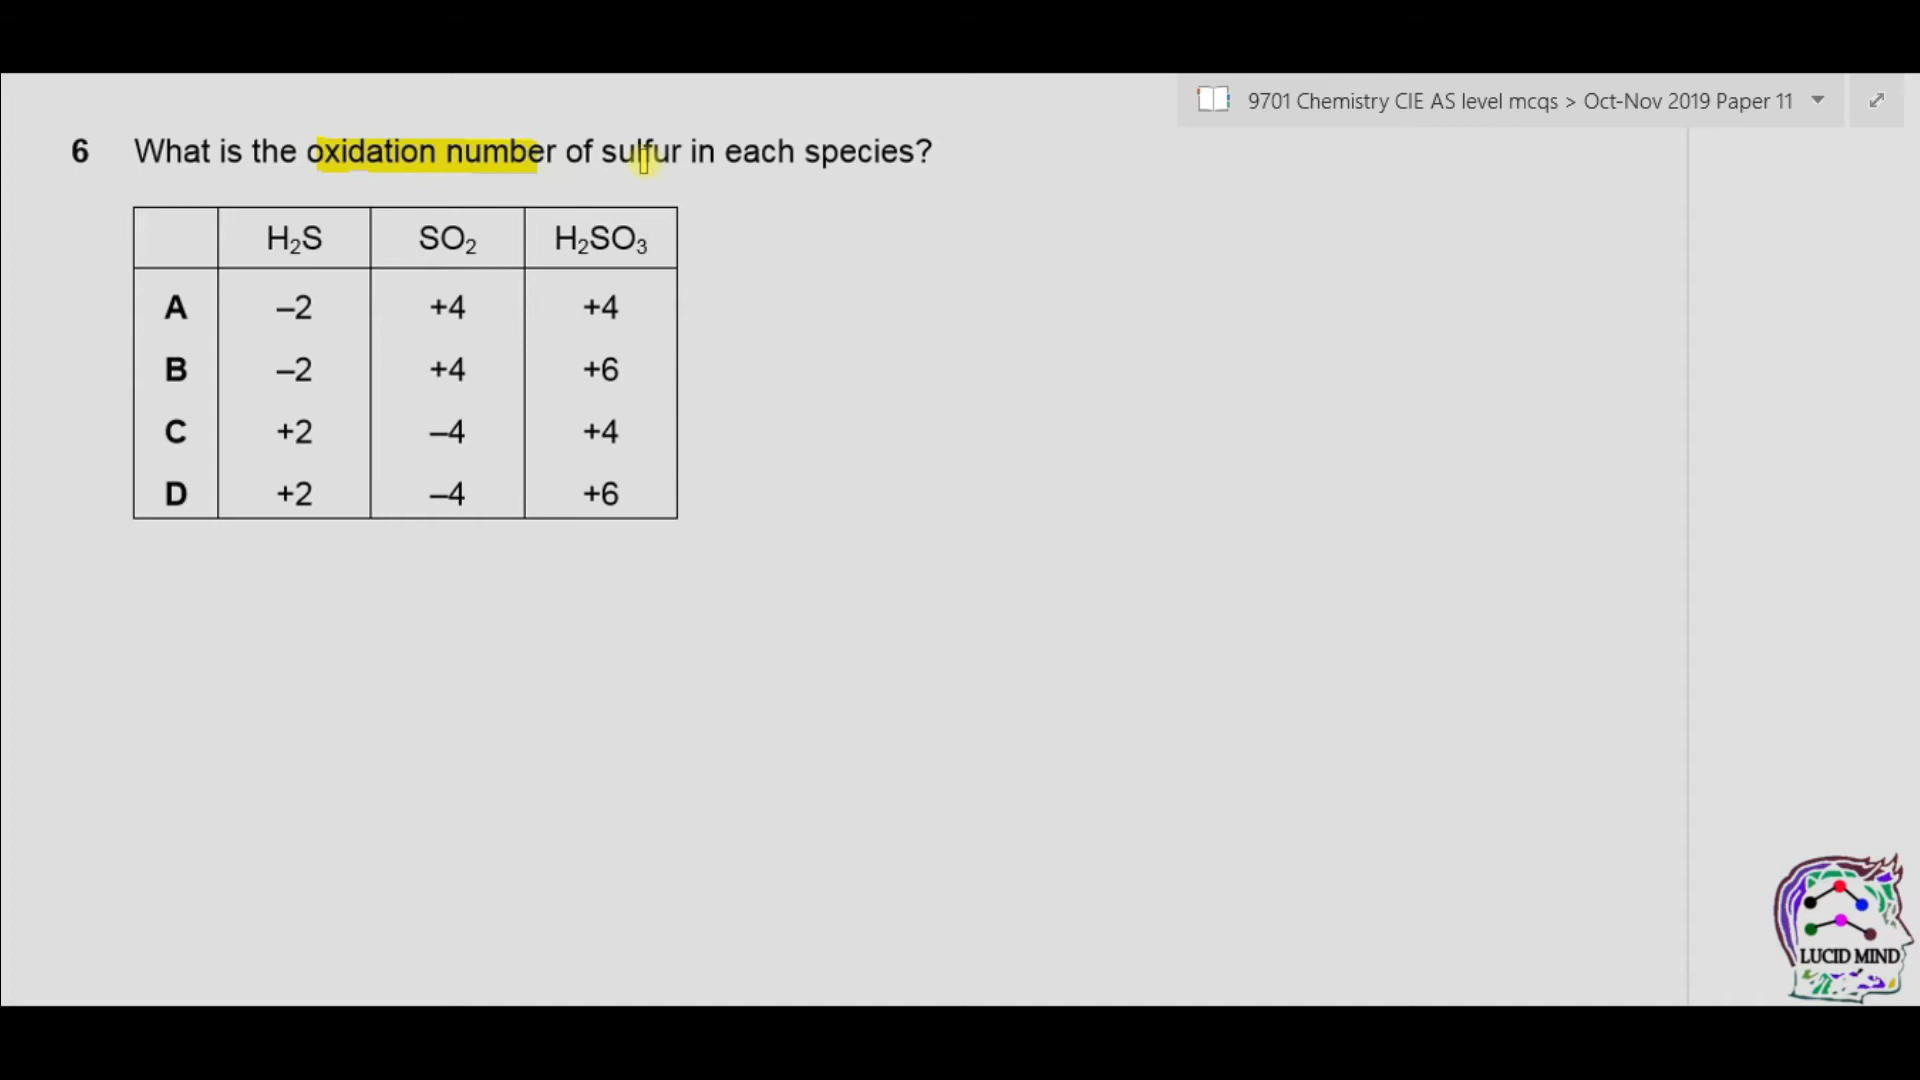 9701 Chemistry CIE AS level mcqs > Oct-Nov 2019 Paper 11
6 What is the oxidation number of sulfur in each species?
H₂S SO₂ H₂SO₃
A –2 +4 +4
B –2 +4 +6
C +2 –4 +4
D +2 –4 +6
LUCID MIND